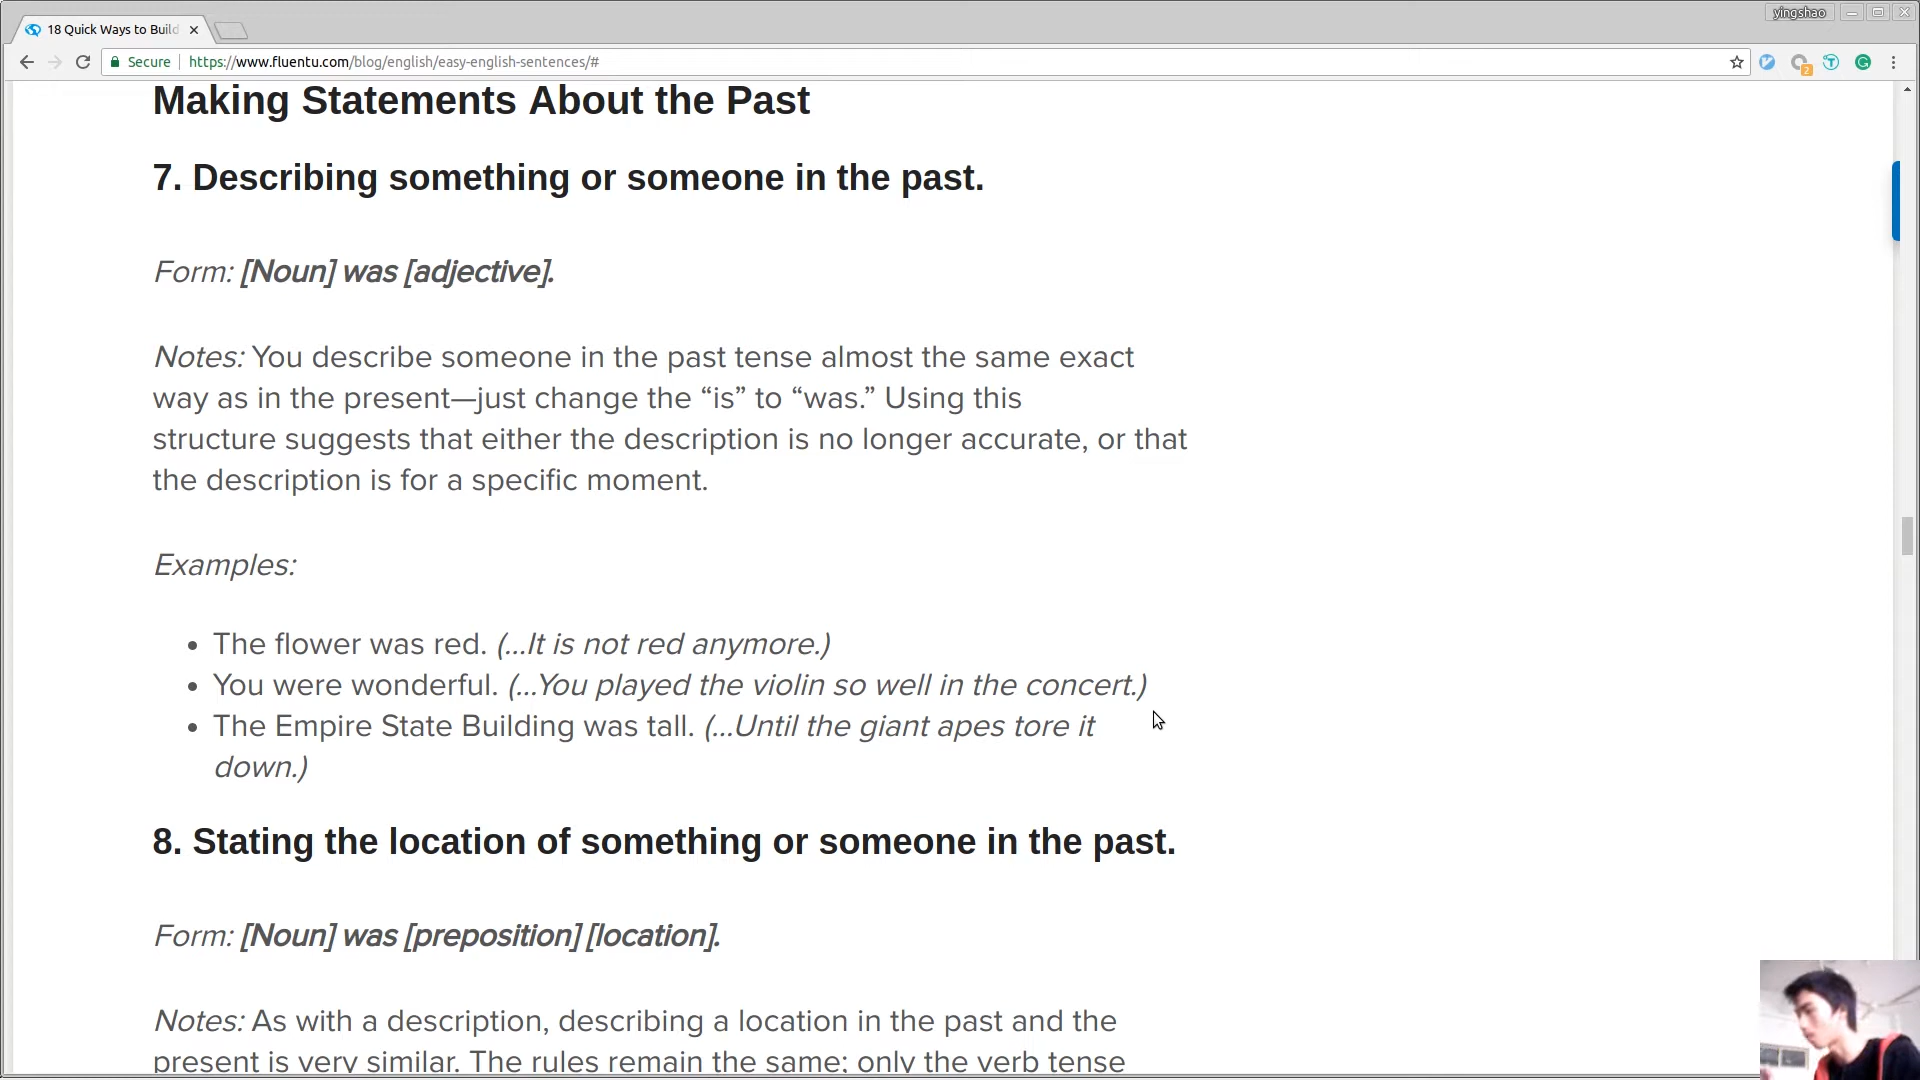 yingshao
18 Quick Ways to Build
Secure
https://www.fluentu.com/blog/english/easy-english-sentences/#
2
Making Statements About the Past
7. Describing something or someone in the past.
Form: [Noun] was [adjective].
Notes: You describe someone in the past tense almost the same exact
way as in the present—just change the “is” to “was.” Using this
structure suggests that either the description is no longer accurate, or that
the description is for a specific moment.
Examples:
• The flower was red. (…It is not red anymore.)
• You were wonderful. (…You played the violin so well in the concert.)
• The Empire State Building was tall. (…Until the giant apes tore it
down.)
8. Stating the location of something or someone in the past.
Form: [Noun] was [preposition] [location].
Notes: As with a description, describing a location in the past and the
present is very similar. The rules remain the same; only the verb tense